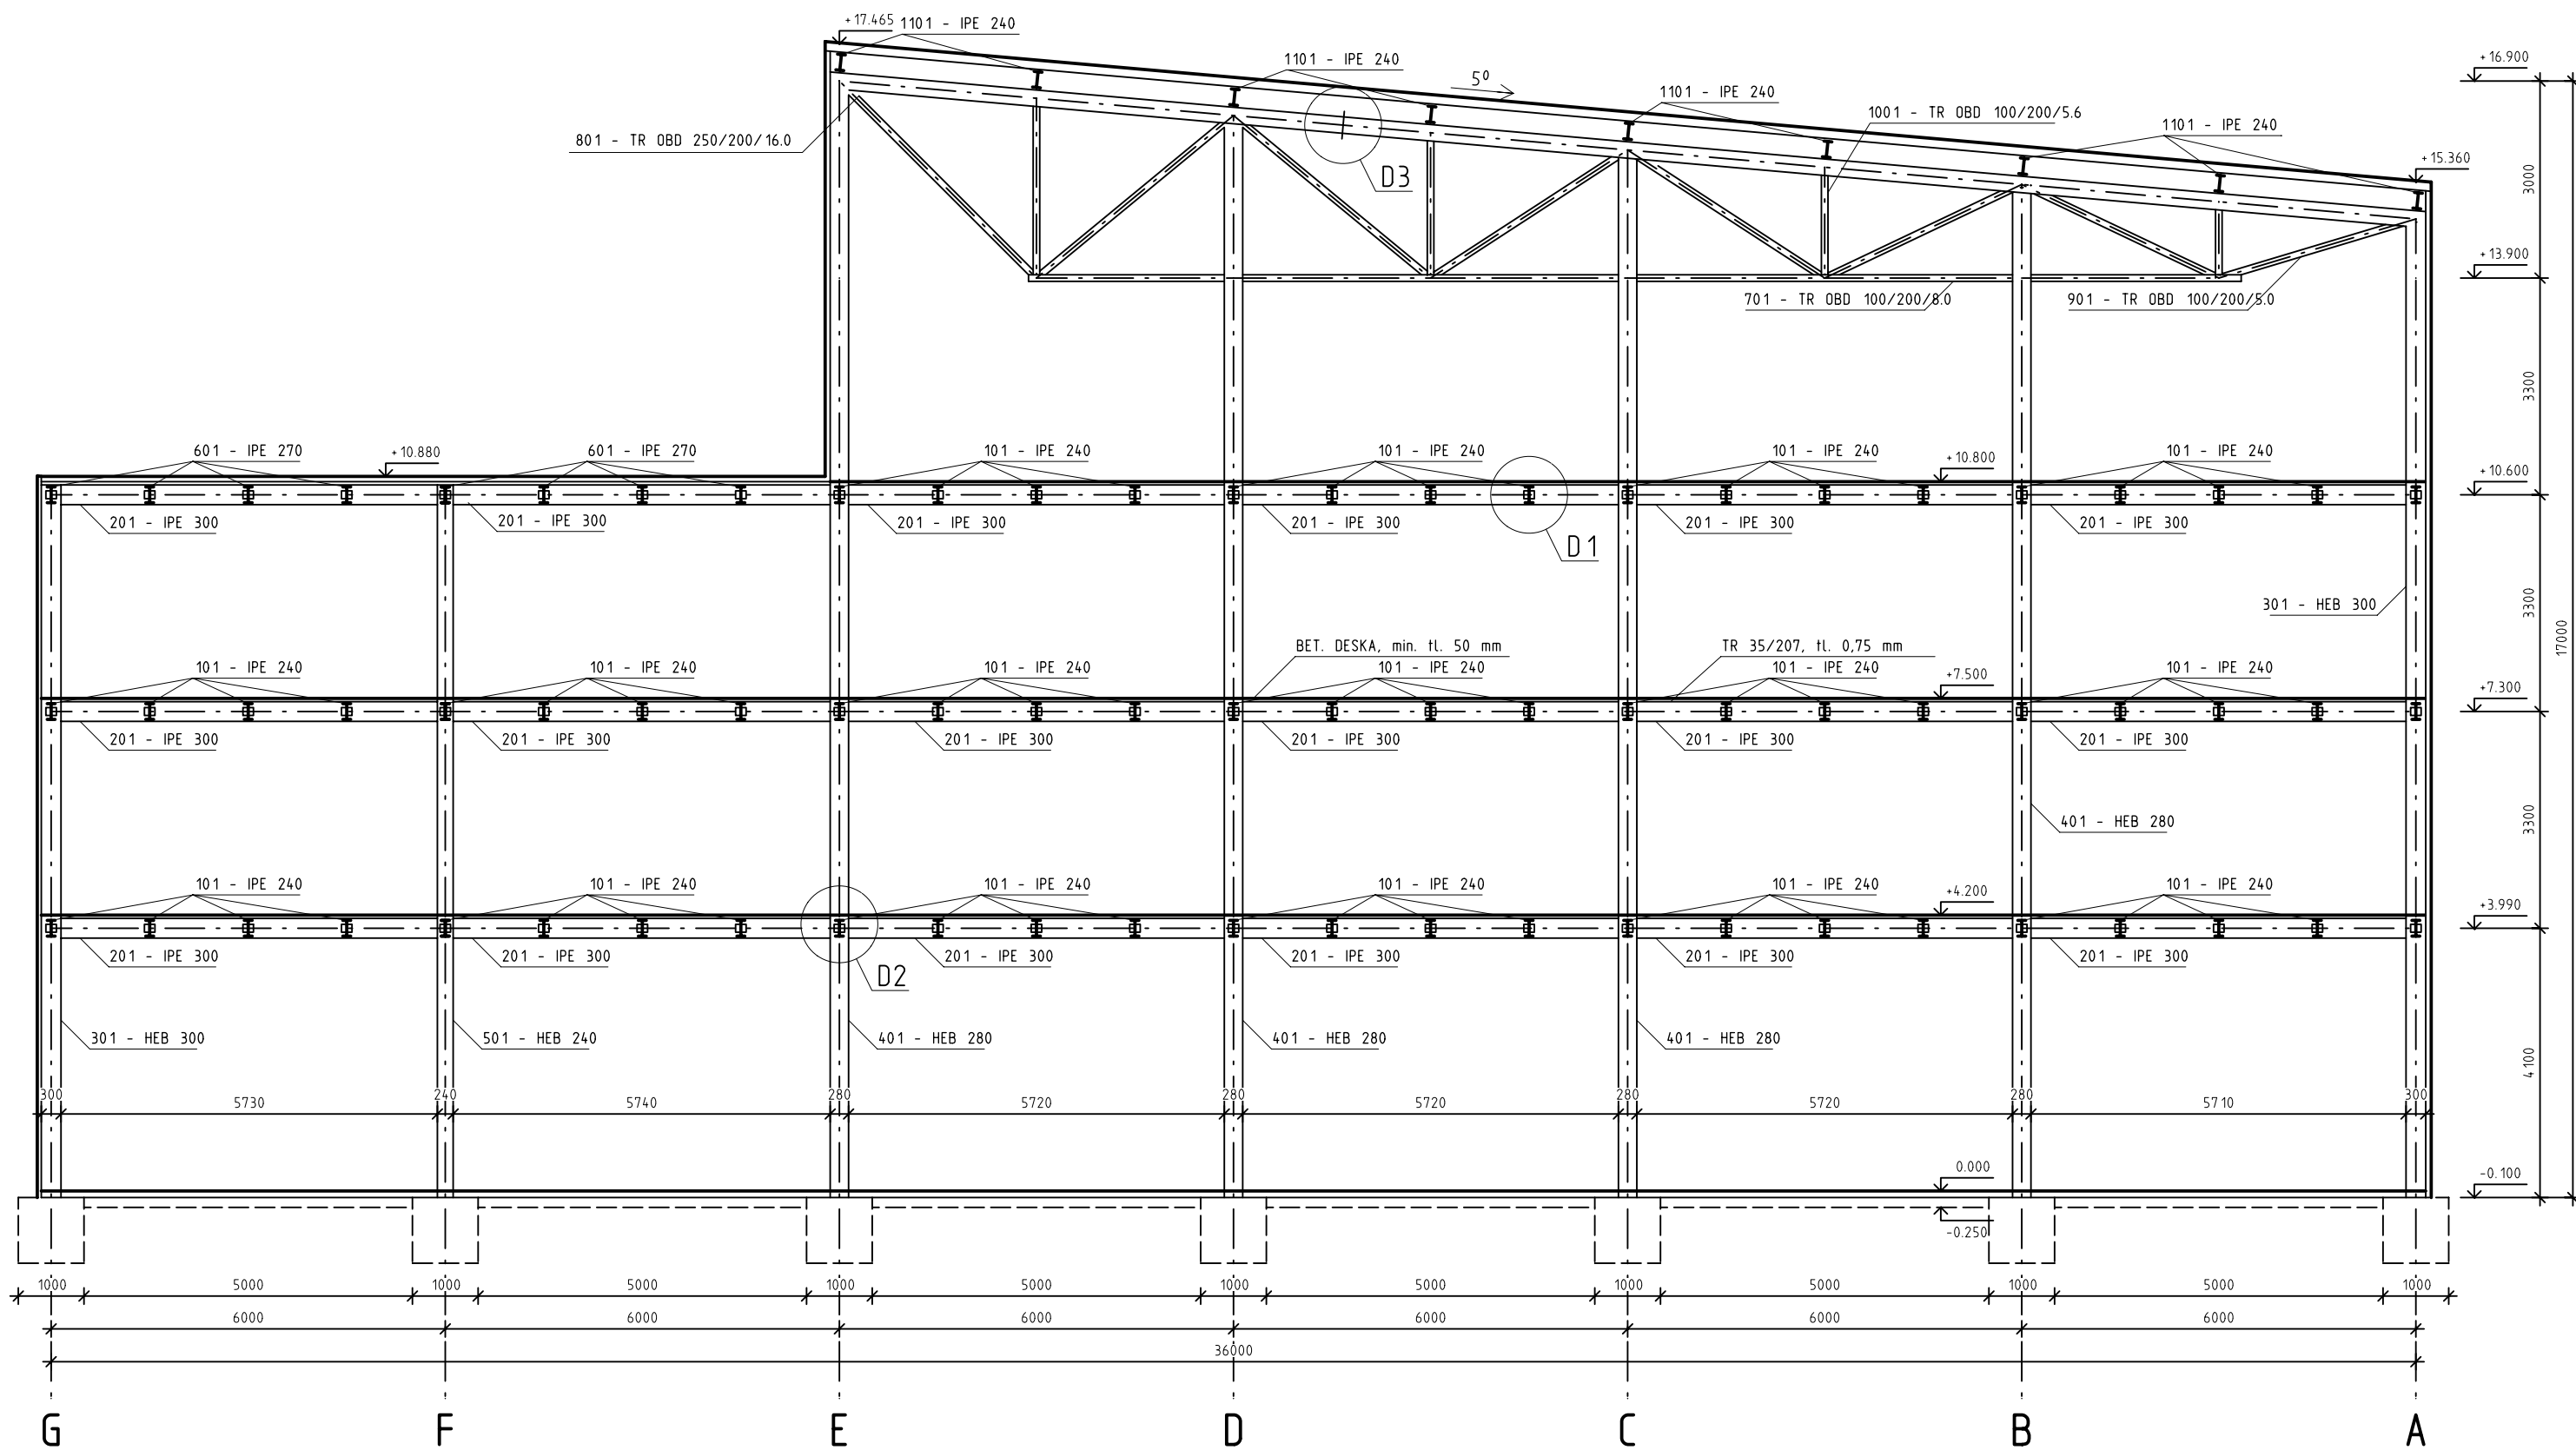 +17.465 1101 - IPE 240
1101 - IPE 240
5°
1101 - IPE 240
1001 - TR OBD 100/200/5.6
1101 - IPE 240
+16.900
801 - TR OBD 250/200/16.0
D3
+15.360
3000
+13.900
701 - TR OBD 100/200/8.0
901 - TR OBD 100/200/5.0
3300
601 - IPE 270
+10.880
601 - IPE 270
101 - IPE 240
101 - IPE 240
101 - IPE 240
+10.800
101 - IPE 240
+10.600
201 - IPE 300
201 - IPE 300
201 - IPE 300
201 - IPE 300
201 - IPE 300
201 - IPE 300
D1
301 - HEB 300
3300
17000
BET. DESKA, min. tl. 50 mm
TR 35/207, tl. 0,75 mm
101 - IPE 240
101 - IPE 240
101 - IPE 240
101 - IPE 240
101 - IPE 240
+7.500
101 - IPE 240
+7.300
201 - IPE 300
201 - IPE 300
201 - IPE 300
201 - IPE 300
201 - IPE 300
201 - IPE 300
401 - HEB 280
3300
101 - IPE 240
101 - IPE 240
101 - IPE 240
101 - IPE 240
101 - IPE 240
+4.200
101 - IPE 240
+3.990
201 - IPE 300
201 - IPE 300
D2
201 - IPE 300
201 - IPE 300
201 - IPE 300
201 - IPE 300
301 - HEB 300
501 - HEB 240
401 - HEB 280
401 - HEB 280
401 - HEB 280
4100
300 5730 240 5740 280 5720 280 5720 280 5720 280 5710 300
0.000
-0.100
-0.250
1000 5000 1000 5000 1000 5000 1000 5000 1000 5000 1000 5000 1000
6000 6000 6000 6000 6000 6000
36000
G F E D C B A